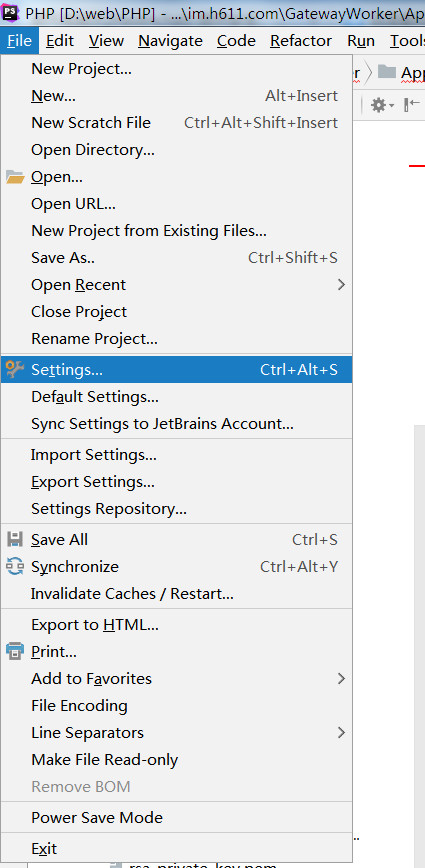 PS PHP [D:\web\PHP] - ...\im.h611.com\GatewayWorker\Ap
File Edit View Navigate Code Refactor Run Tools
New Project...
New... Alt+Insert
New Scratch File Ctrl+Alt+Shift+Insert
Open Directory...
Open...
Open URL...
New Project from Existing Files...
Save As.. Ctrl+Shift+S
Open Recent
Close Project
Rename Project...
Settings... Ctrl+Alt+S
Default Settings...
Sync Settings to JetBrains Account...
Import Settings...
Export Settings...
Settings Repository...
Save All Ctrl+S
Synchronize Ctrl+Alt+Y
Invalidate Caches / Restart...
Export to HTML...
Print...
Add to Favorites
File Encoding
Line Separators
Make File Read-only
Remove BOM
Power Save Mode
Exit